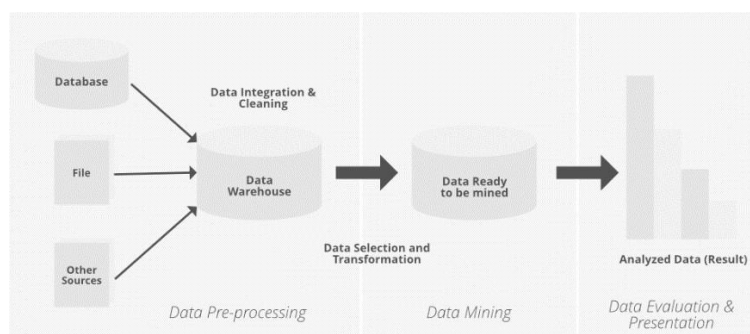 Database
Data Integration &
Cleaning
File
Data
Warehouse
Data Ready
to be mined
Other
Sources
Data Selection and
Transformation
Analyzed Data (Result)
Data Pre-processing
Data Mining
Data Evaluation &
Presentation